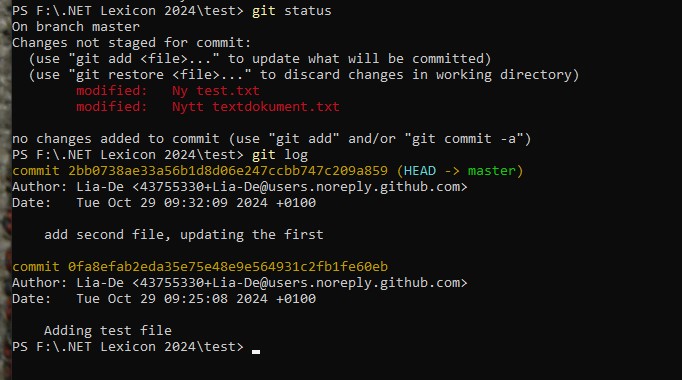 PS F:\.NET Lexicon 2024\test> git status
On branch master
Changes not staged for commit:
  (use "git add <file>..." to update what will be committed)
  (use "git restore <file>..." to discard changes in working directory)
        modified:   Ny test.txt
        modified:   Nytt textdokument.txt

no changes added to commit (use "git add" and/or "git commit -a")
PS F:\.NET Lexicon 2024\test> git log
commit 2bb0738ae33a56b1d8d06e247ccbb747c209a859 (HEAD -> master)
Author: Lia-De <43755330+Lia-De@users.noreply.github.com>
Date:   Tue Oct 29 09:32:09 2024 +0100

    add second file, updating the first

commit 0fa8efab2eda35e75e48e9e564931c2fb1fe60eb
Author: Lia-De <43755330+Lia-De@users.noreply.github.com>
Date:   Tue Oct 29 09:25:08 2024 +0100

    Adding test file
PS F:\.NET Lexicon 2024\test>